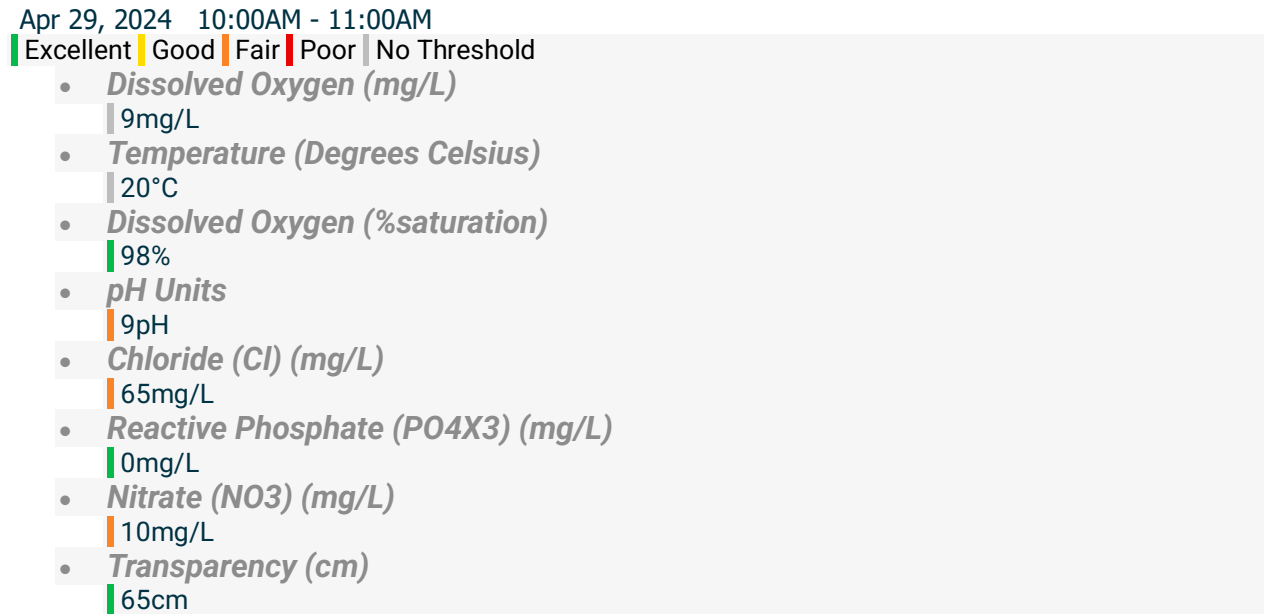 Apr 29, 2024 10:00AM - 11:00AM
Excellent Good Fair Poor No Threshold
• Dissolved Oxygen (mg/L)
9mg/L
• Temperature (Degrees Celsius)
20°C
• Dissolved Oxygen (%saturation)
98%
• pH Units
9pH
• Chloride (Cl) (mg/L)
65mg/L
• Reactive Phosphate (PO4X3) (mg/L)
0mg/L
• Nitrate (NO3) (mg/L)
10mg/L
• Transparency (cm)
65cm